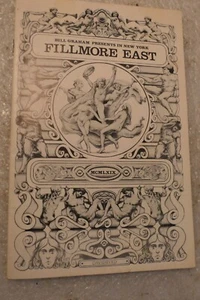 BILL GRAHAM PRESENTS IN NEW YORK
FILLMORE EAST
MCMLXIX